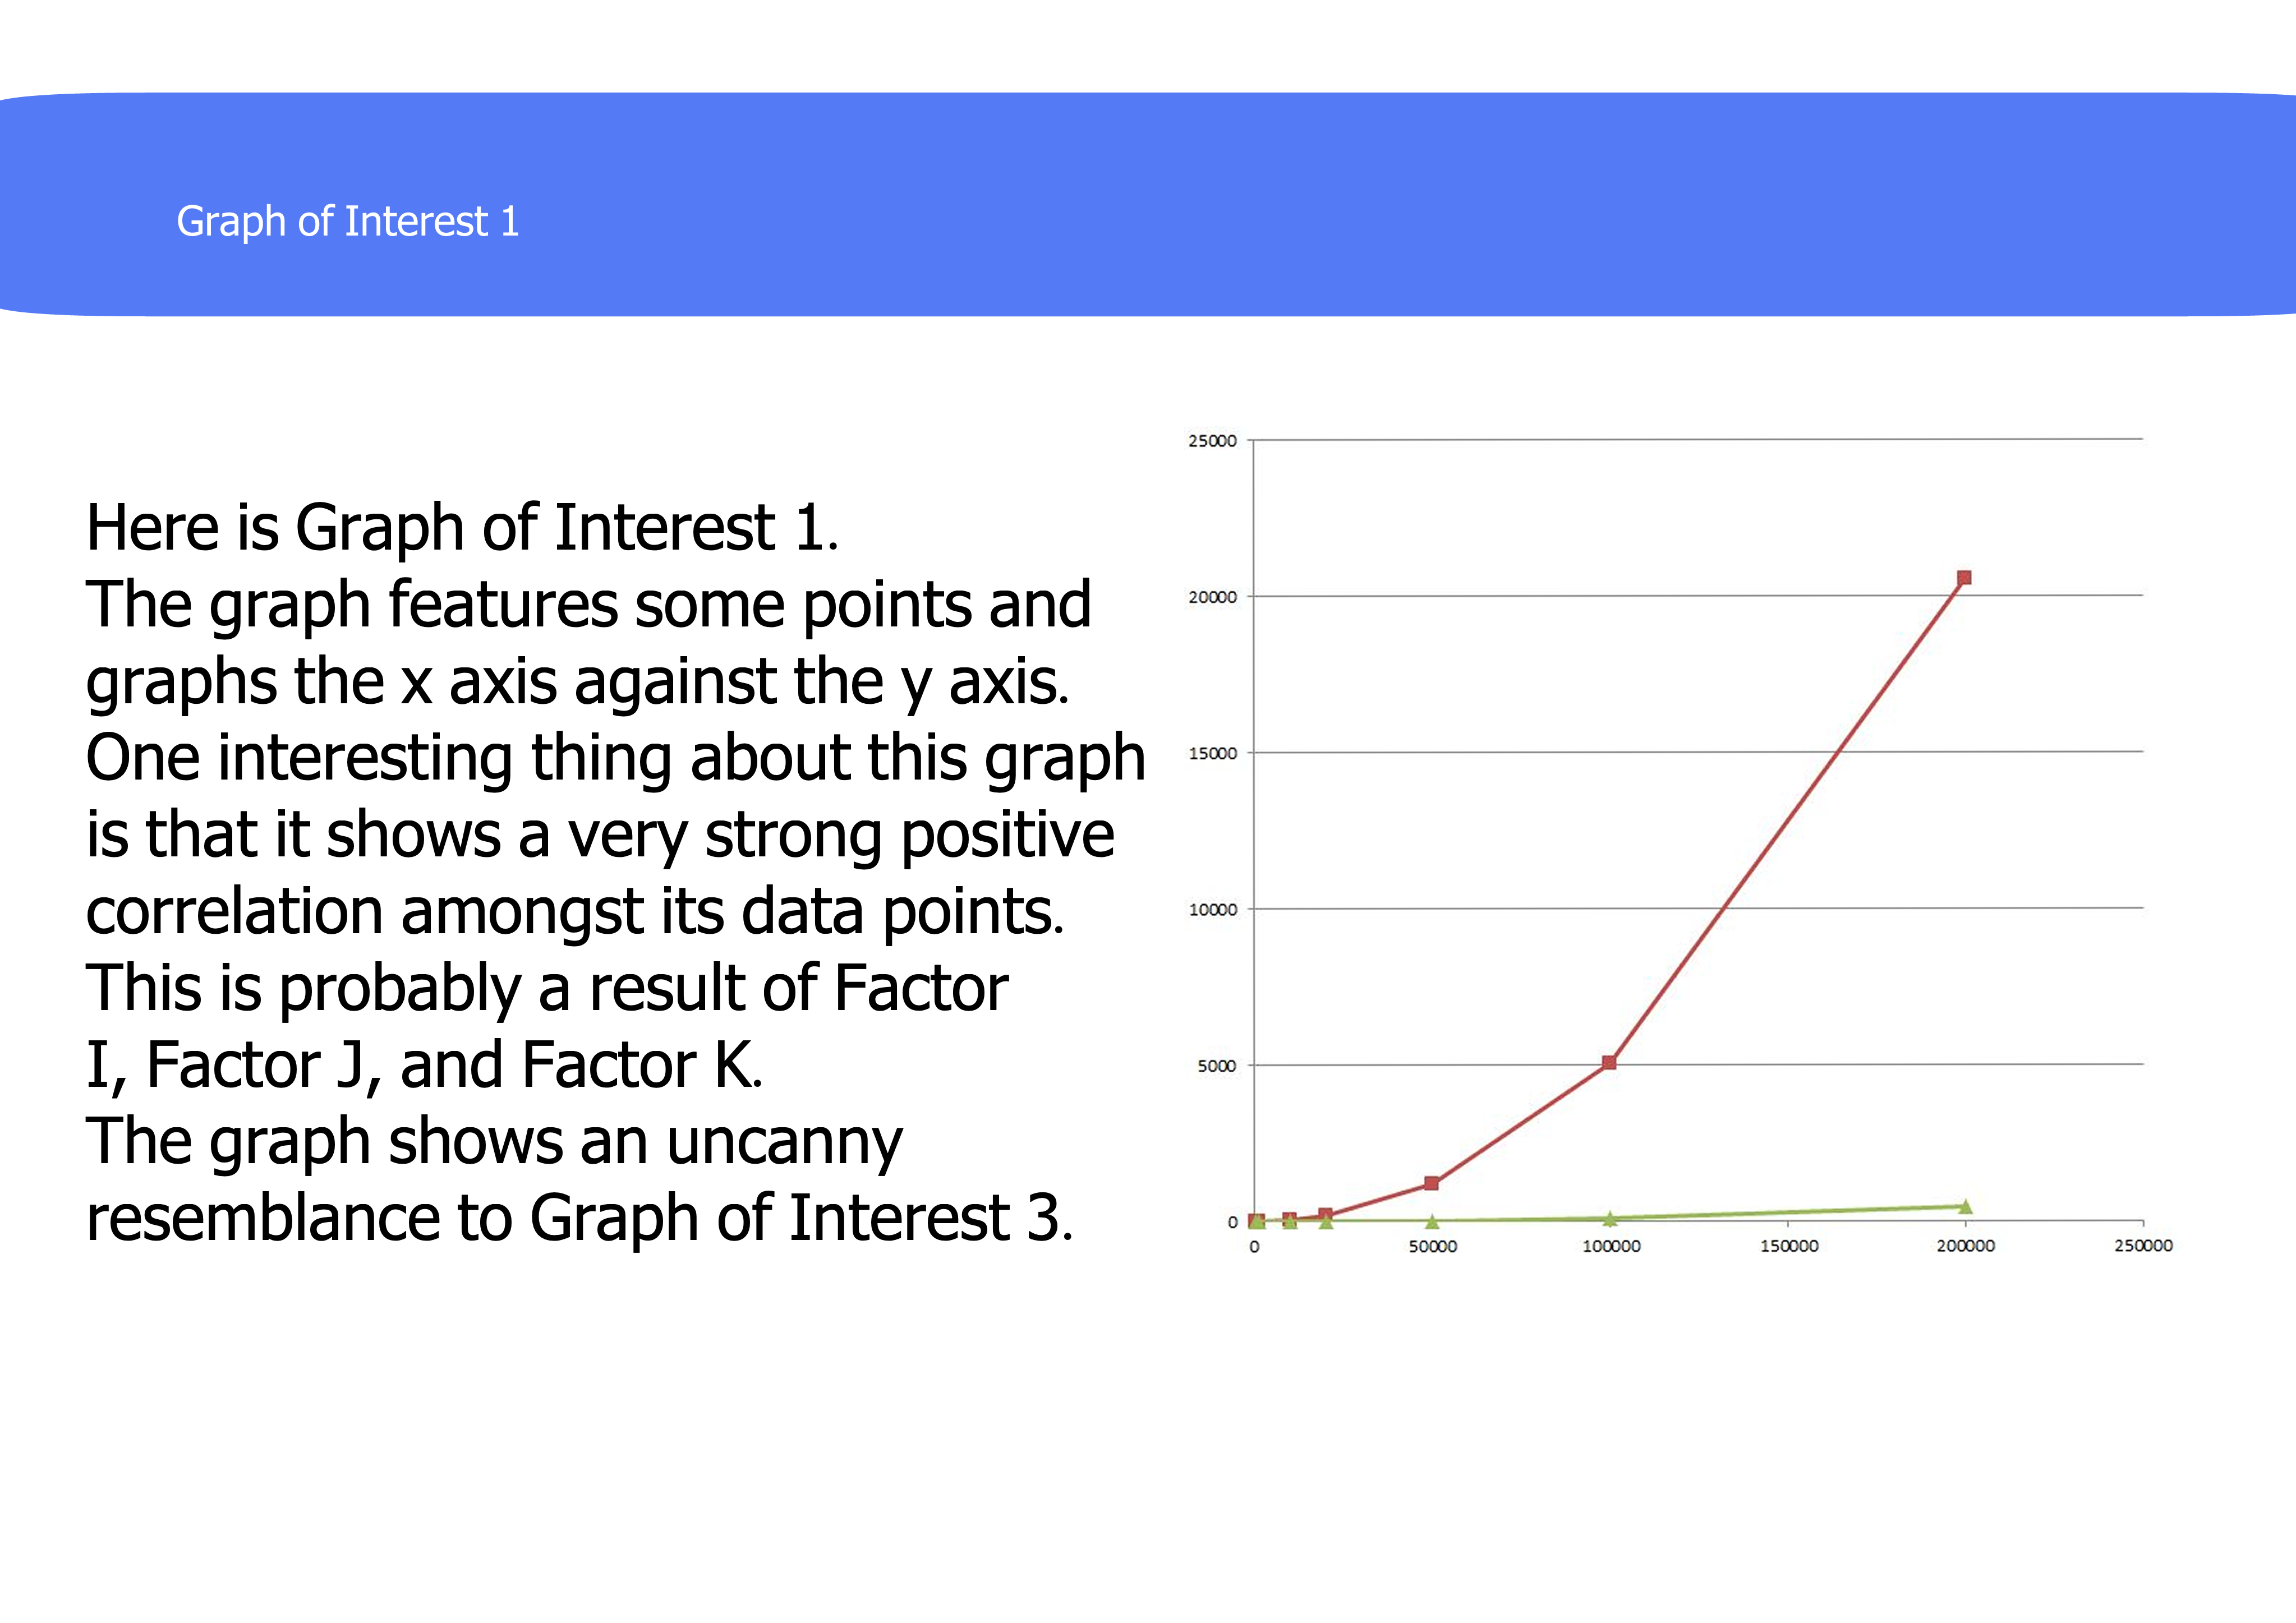 Graph of Interest 1
Here is Graph of Interest 1.
The graph features some points and
graphs the x axis against the y axis.
One interesting thing about this graph
is that it shows a very strong positive
correlation amongst its data points.
This is probably a result of Factor
I, Factor J, and Factor K.
The graph shows an uncanny
resemblance to Graph of Interest 3.
25000
20000
15000
10000
5000
0
0 50000 100000 150000 200000 250000